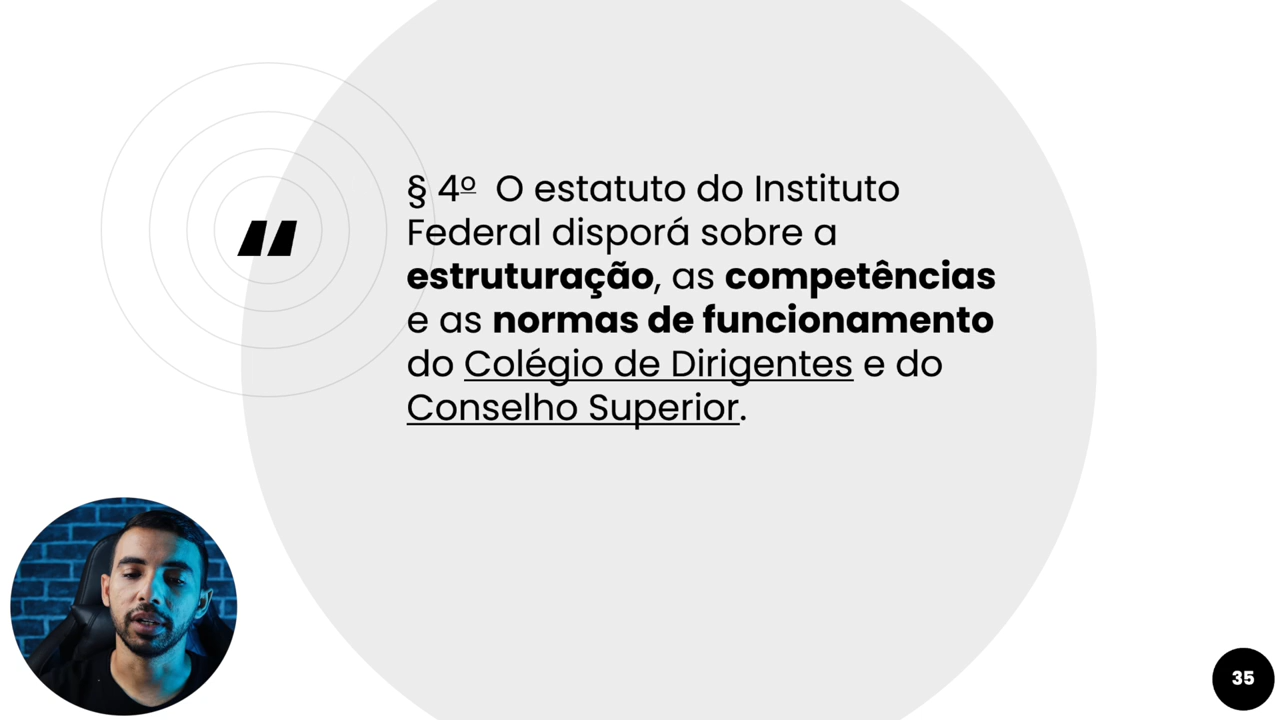 “
§ 4º O estatuto do Instituto
Federal disporá sobre a
estruturação, as competências
e as normas de funcionamento
do Colégio de Dirigentes e do
Conselho Superior.
35